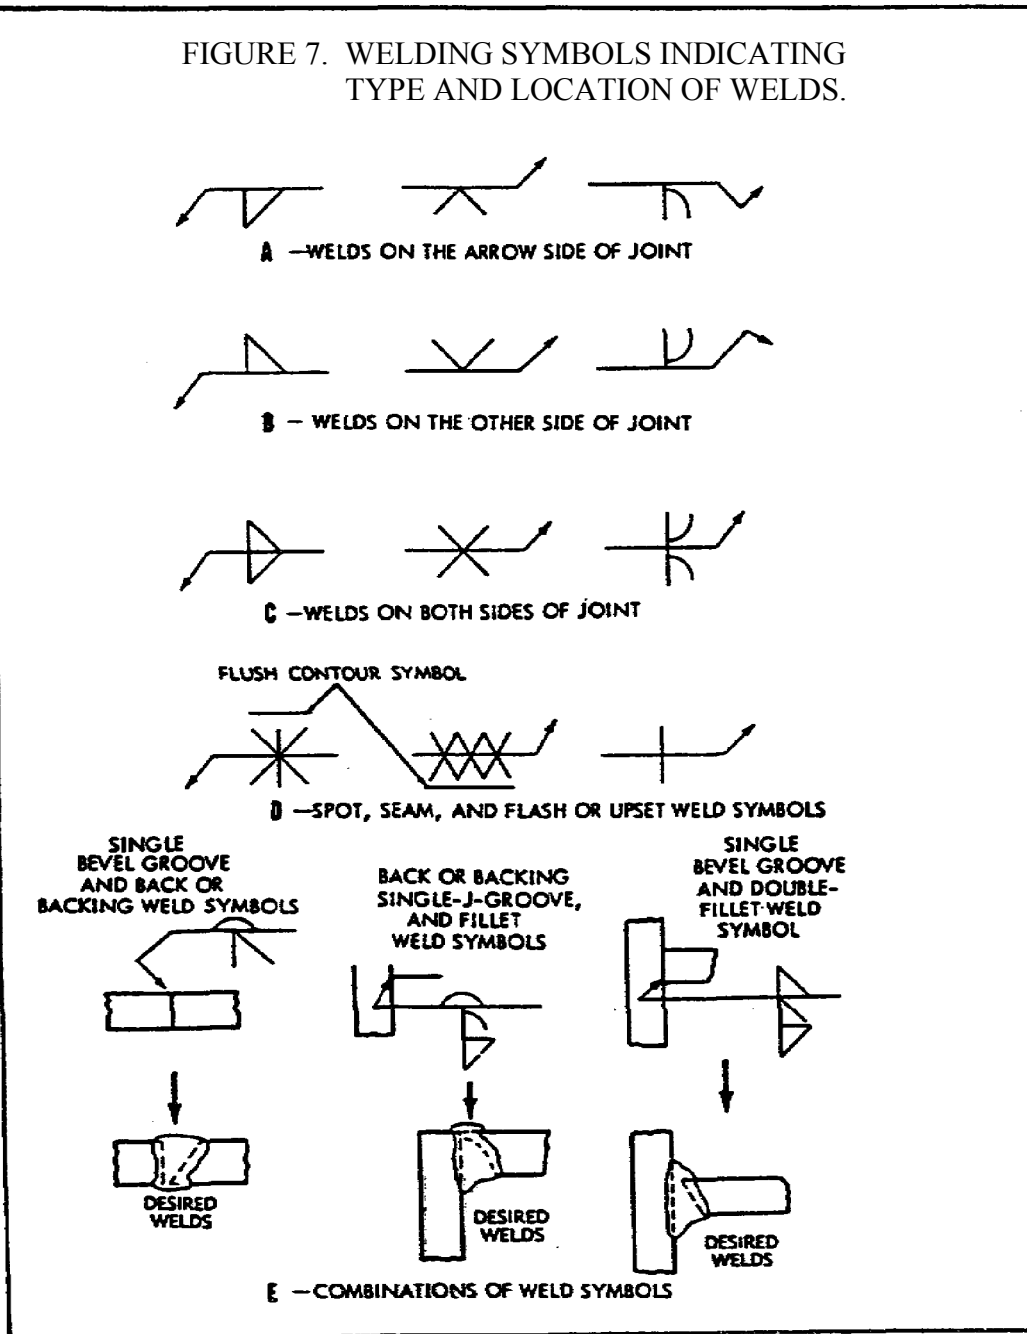 FIGURE 7. WELDING SYMBOLS INDICATING
TYPE AND LOCATION OF WELDS.
A —WELDS ON THE ARROW SIDE OF JOINT
B — WELDS ON THE OTHER SIDE OF JOINT
C —WELDS ON BOTH SIDES OF JOINT
FLUSH CONTOUR SYMBOL
D —SPOT, SEAM, AND FLASH OR UPSET WELD SYMBOLS
SINGLE
BEVEL GROOVE
AND BACK OR
BACKING WELD SYMBOLS
BACK OR BACKING
SINGLE-J-GROOVE,
AND FILLET
WELD SYMBOLS
SINGLE
BEVEL GROOVE
AND DOUBLE-
FILLET-WELD
SYMBOL
DESIRED
WELDS
DESIRED
WELDS
DESIRED
WELDS
E —COMBINATIONS OF WELD SYMBOLS